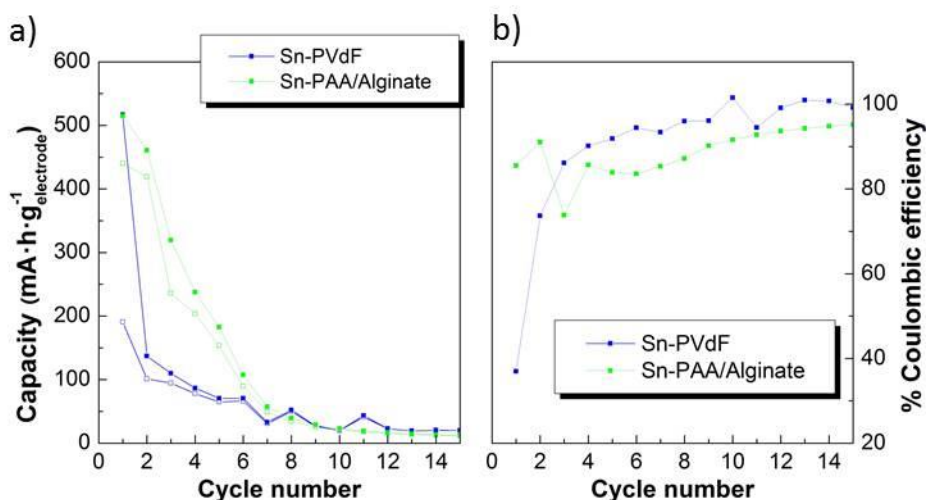 a)
Sn-PVdF
Sn-PAA/Alginate
600
500
400
300
200
100
0
Capacity (mA·h·g⁻¹electrode)
0 2 4 6 8 10 12 14
Cycle number
b)
Sn-PVdF
Sn-PAA/Alginate
100
80
60
40
20
% Coulombic efficiency
0 2 4 6 8 10 12 14
Cycle number